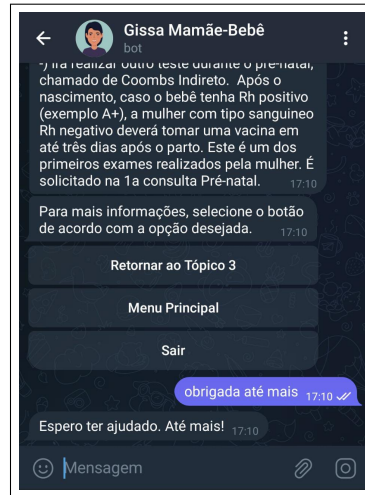 Gissa Mamãe-Bebê
bot
-) irá realizar outro teste durante o pré-natal,
chamado de Coombs Indireto. Após o
nascimento, caso o bebê tenha Rh positivo
(exemplo A+), a mulher com tipo sanguineo
Rh negativo deverá tomar uma vacina em
até três dias após o parto. Este é um dos
primeiros exames realizados pela mulher. É
solicitado na 1a consulta Pré-natal. 17:10
Para mais informações, selecione o botão
de acordo com a opção desejada. 17:10
Retornar ao Tópico 3
Menu Principal
Sair
obrigada até mais 17:10
Espero ter ajudado. Até mais! 17:10
Mensagem